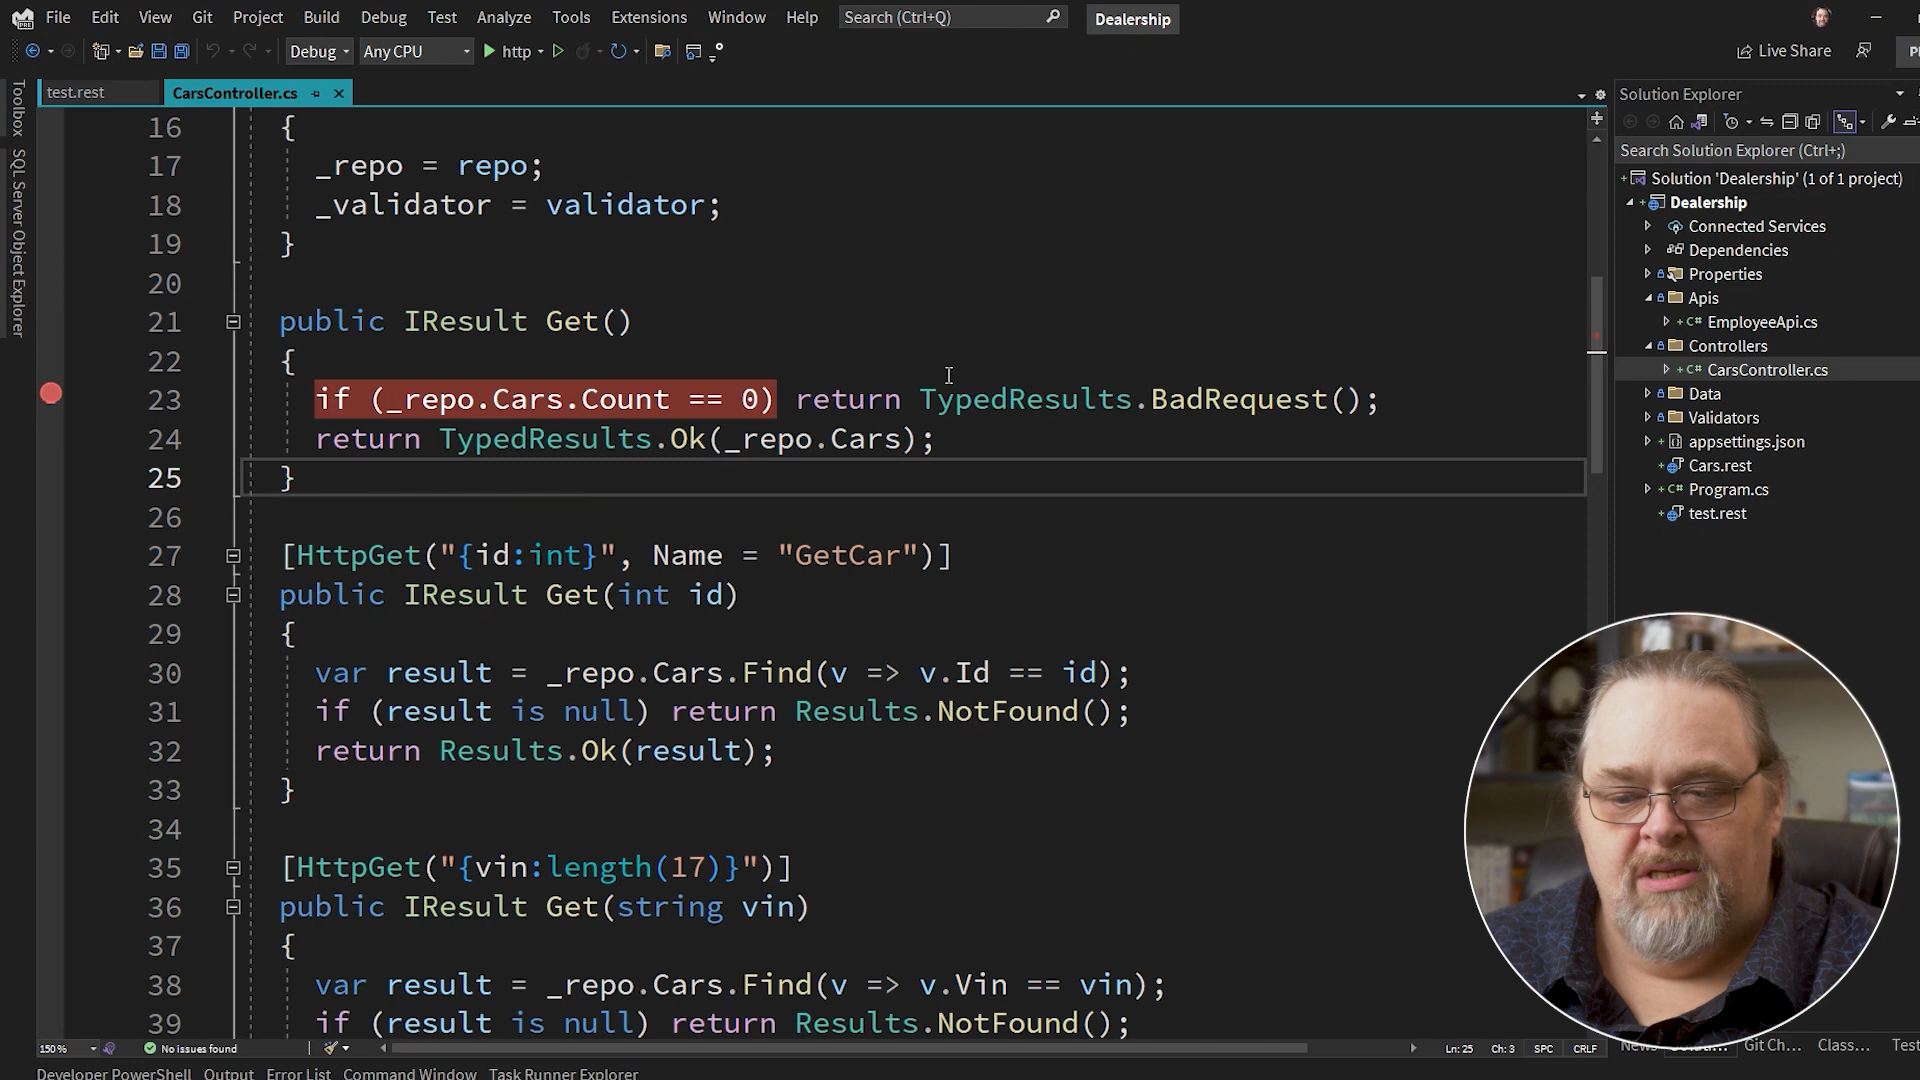 File Edit View Git Project Build Debug Test Analyze Tools Extensions Window Help Search (Ctrl+Q) Dealership
Debug Any CPU http Live Share
test.rest CarsController.cs
Toolbox
SQL Server Object Explorer
16 {
17 _repo = repo;
18 _validator = validator;
19 }
20
21 public IResult Get()
22 {
23 if (_repo.Cars.Count == 0) return TypedResults.BadRequest();
24 return TypedResults.Ok(_repo.Cars);
25 }
26
27 [HttpGet("{id:int}", Name = "GetCar")]
28 public IResult Get(int id)
29 {
30 var result = _repo.Cars.Find(v => v.Id == id);
31 if (result is null) return Results.NotFound();
32 return Results.Ok(result);
33 }
34
35 [HttpGet("{vin:length(17)}")]
36 public IResult Get(string vin)
37 {
38 var result = _repo.Cars.Find(v => v.Vin == vin);
39 if (result is null) return Results.NotFound();
150 % No issues found Ln: 25 Ch: 3 SPC CRLF
Developer PowerShell Output Error List Command Window Task Runner Explorer
Solution Explorer
Search Solution Explorer (Ctrl+;)
Solution 'Dealership' (1 of 1 project)
Dealership
Connected Services
Dependencies
Properties
Apis
C# EmployeeApi.cs
Controllers
C# CarsController.cs
Data
Validators
appsettings.json
Cars.rest
C# Program.cs
test.rest
Git Ch... Class... Test